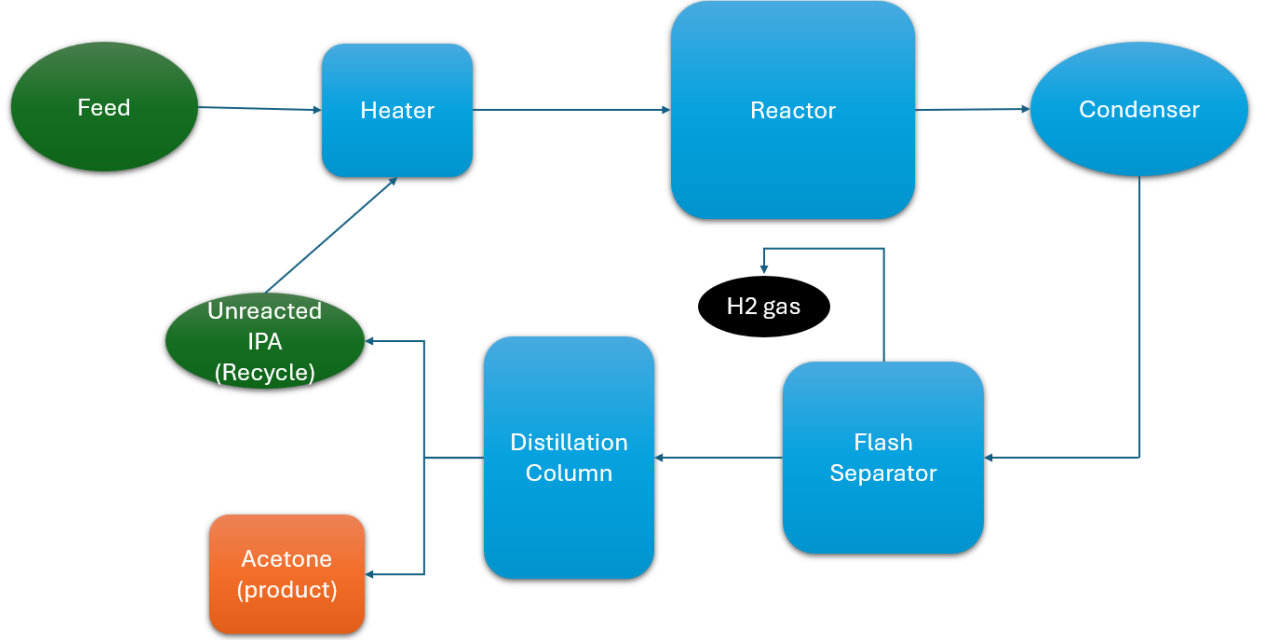 Feed
Heater
Reactor
Condenser
Unreacted
IPA
(Recycle)
H2 gas
Distillation
Column
Flash
Separator
Acetone
(product)